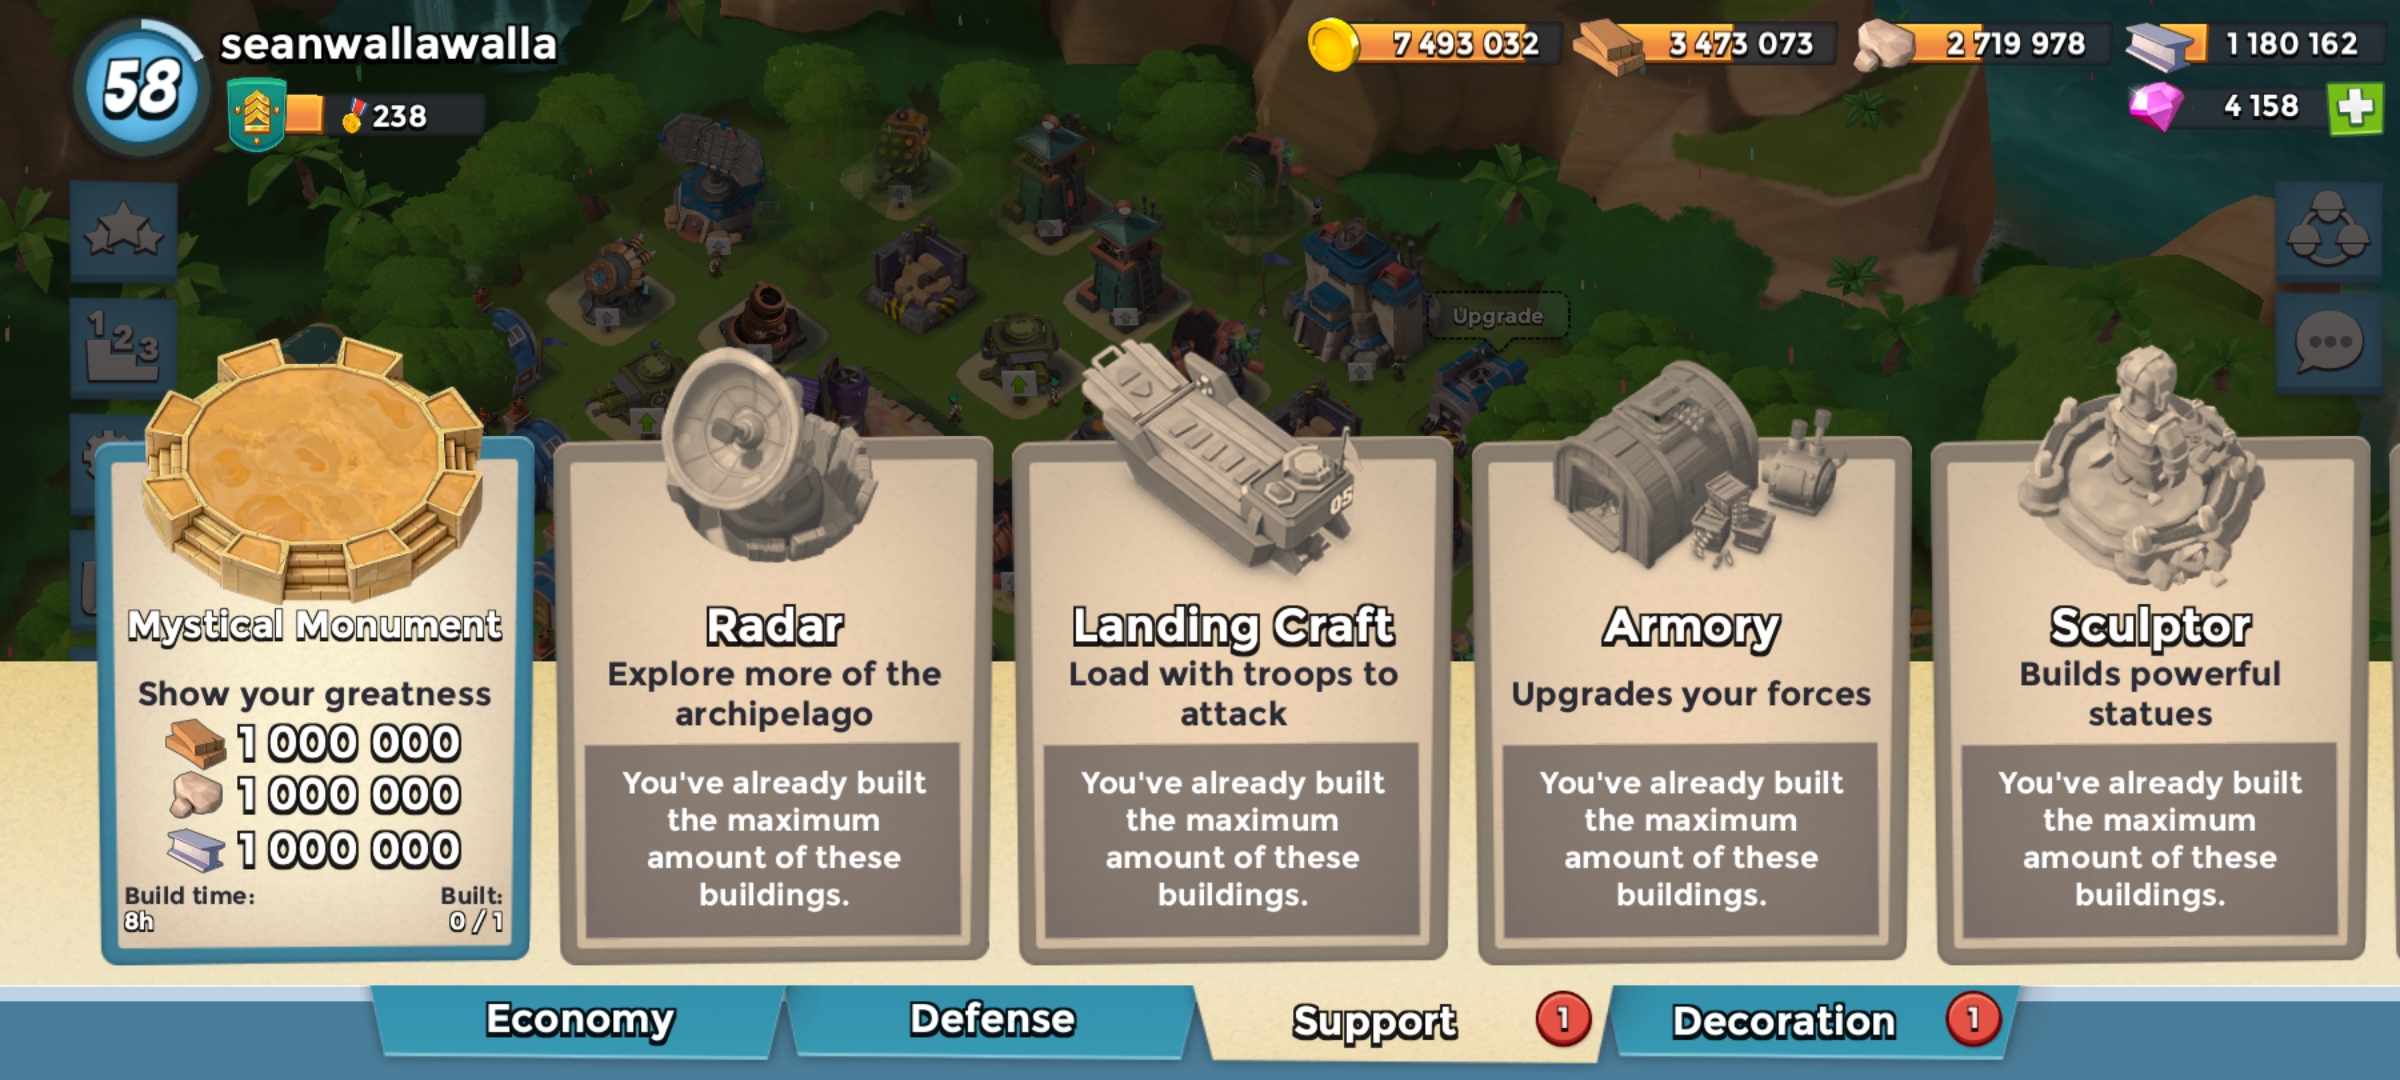 58
seanwallawalla
238
7 493 032
3 473 073
2 719 978
1 180 162
4 158
1 2 3
Upgrade
05
Mystical Monument
Show your greatness
1 000 000
1 000 000
1 000 000
Build time:
8h
Built:
0 / 1
Radar
Explore more of the
archipelago
You've already built
the maximum
amount of these
buildings.
Landing Craft
Load with troops to
attack
You've already built
the maximum
amount of these
buildings.
Armory
Upgrades your forces
You've already built
the maximum
amount of these
buildings.
Sculptor
Builds powerful
statues
You've already built
the maximum
amount of these
buildings.
Economy
Defense
Support
1
Decoration
1